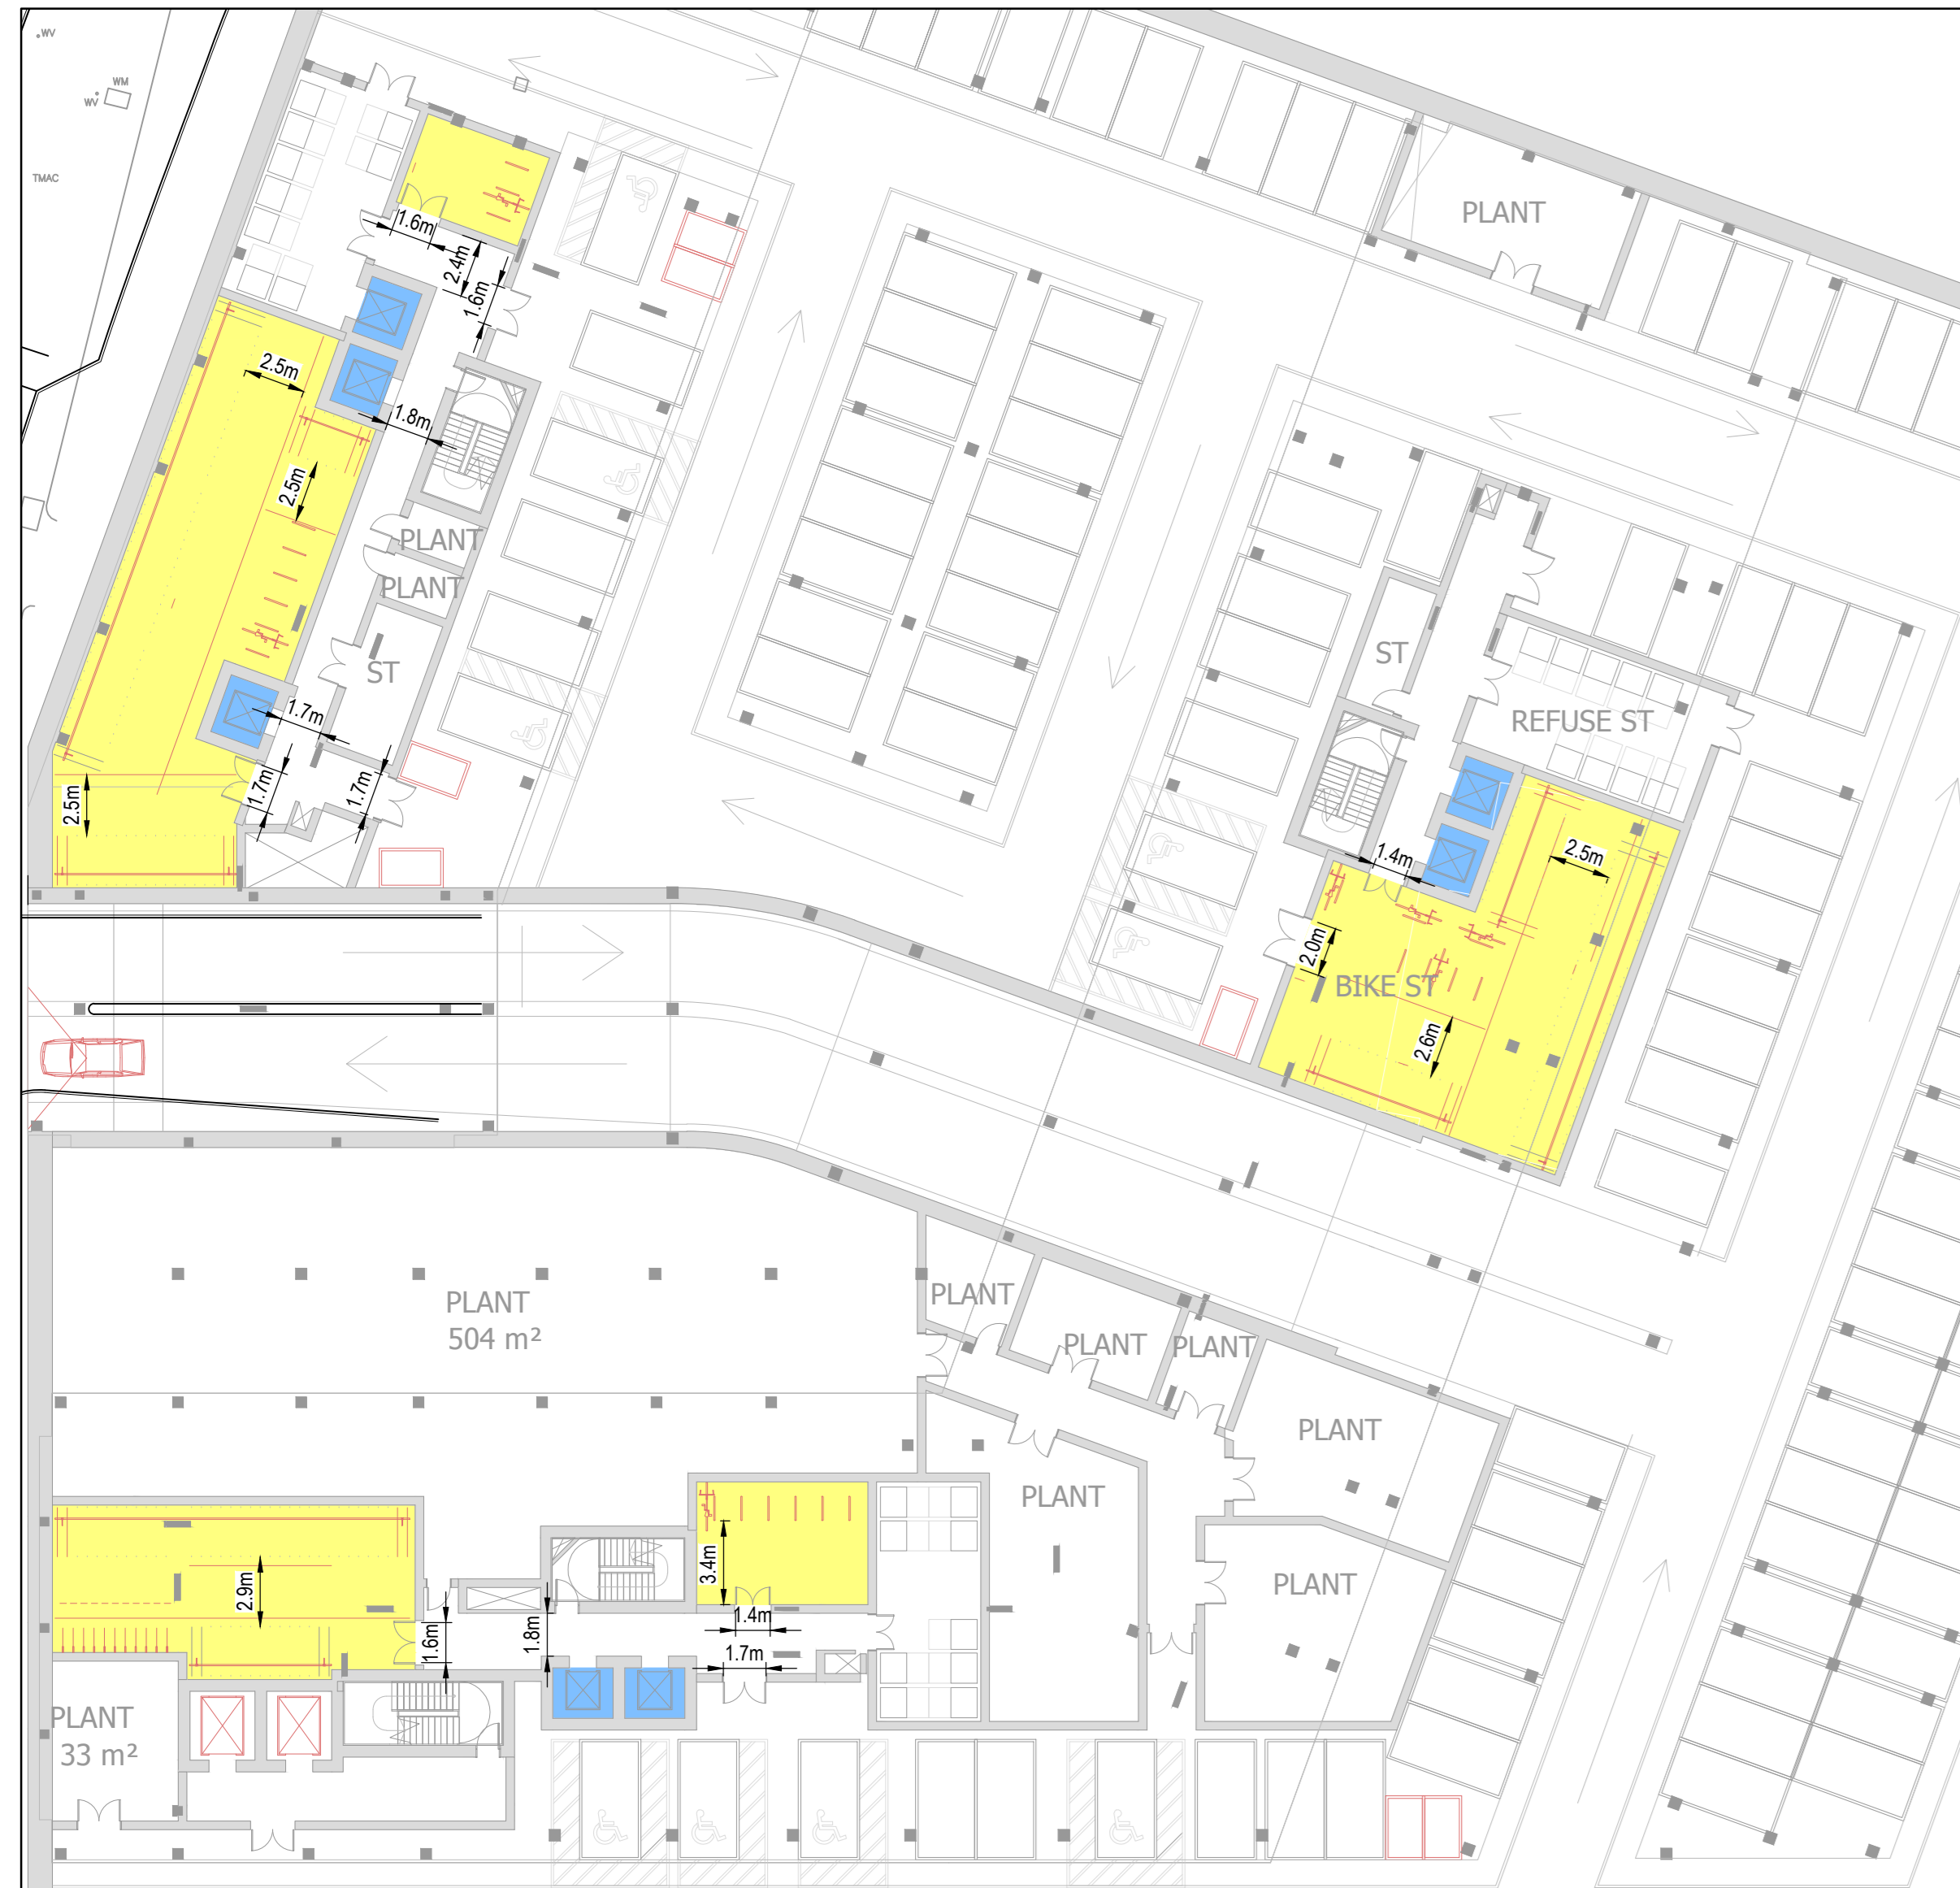 WV
WM
WV
TMAC
PLANT
1.6m
2.4m
1.6m
2.5m
1.8m
2.5m
PLANT
PLANT
ST
ST
1.7m
REFUSE ST
2.5m
1.7m
1.7m
1.4m
2.5m
2.0m
BIKE ST
2.6m
PLANT
504 m²
PLANT
PLANT
PLANT
PLANT
PLANT
2.9m
3.4m
PLANT
1.4m
1.6m
1.8m
1.7m
PLANT
33 m²